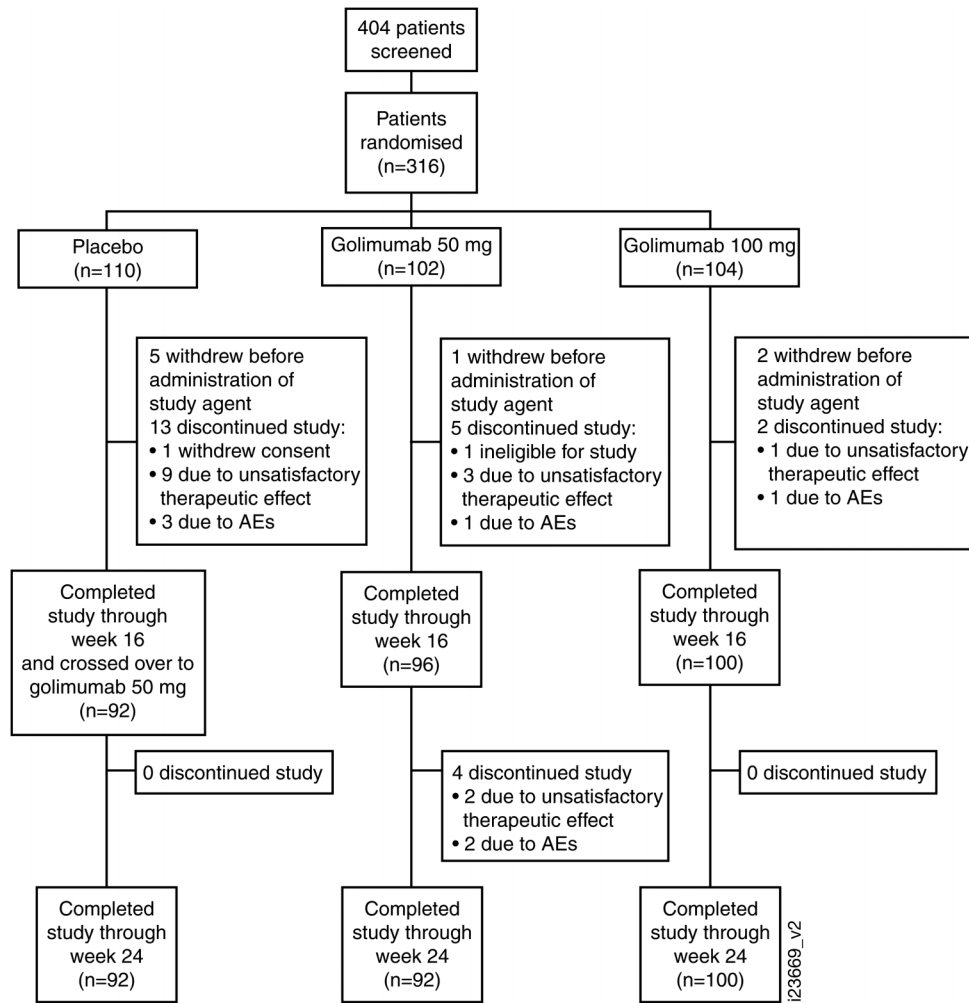 404 patients
screened
Patients
randomised
(n=316)
Placebo
(n=110)
Golimumab 50 mg
(n=102)
Golimumab 100 mg
(n=104)
5 withdrew before
administration of
study agent
13 discontinued study:
• 1 withdrew consent
• 9 due to unsatisfactory
therapeutic effect
• 3 due to AEs
1 withdrew before
administration of
study agent
5 discontinued study:
• 1 ineligible for study
• 3 due to unsatisfactory
therapeutic effect
• 1 due to AEs
2 withdrew before
administration of
study agent
2 discontinued study:
• 1 due to unsatisfactory
therapeutic effect
• 1 due to AEs
Completed
study through
week 16
and crossed over to
golimumab 50 mg
(n=92)
Completed
study through
week 16
(n=96)
Completed
study through
week 16
(n=100)
0 discontinued study
4 discontinued study
• 2 due to unsatisfactory
therapeutic effect
• 2 due to AEs
0 discontinued study
Completed
study through
week 24
(n=92)
Completed
study through
week 24
(n=92)
Completed
study through
week 24
(n=100)
i23669_v2